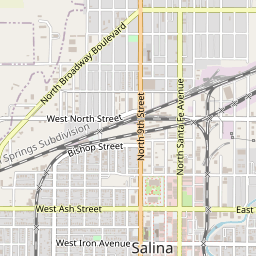 North Broadway Boulevard
North 9th Street
North Santa Fe Avenue
West North Street
Springs Subdivision
Bishop Street
West Ash Street
East
West Iron Avenue
Salina